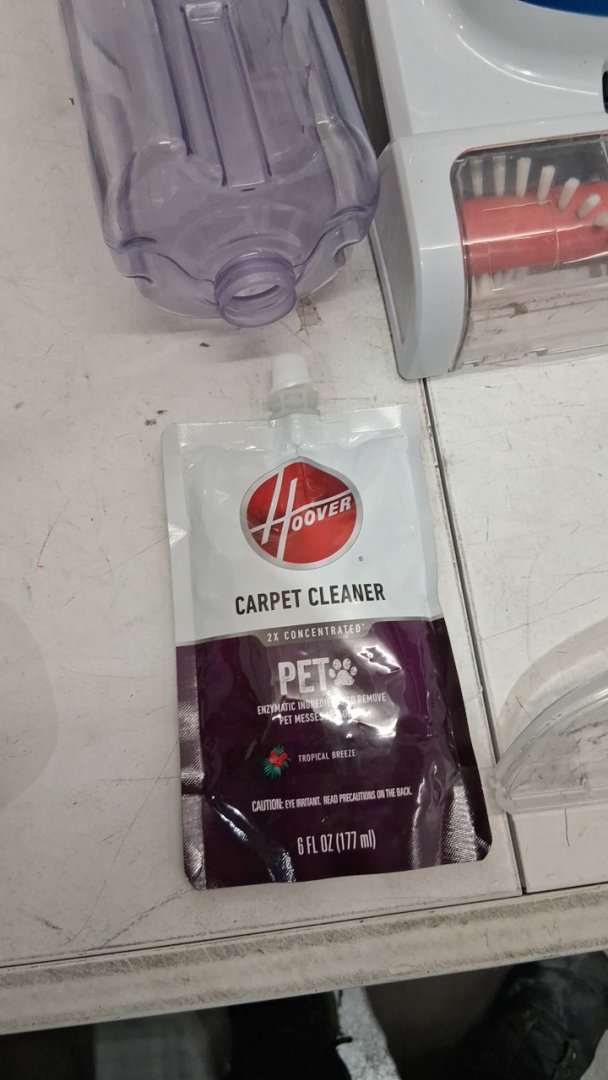 HOOVER
®
CARPET CLEANER
2X CONCENTRATED*
PET
ENZYMATIC REMOVE
PET MESSES
TROPICAL BREEZE
CAUTION: EYE IRRITANT. READ PRECAUTIONS ON THE BACK.
6 FL OZ (177 ml)